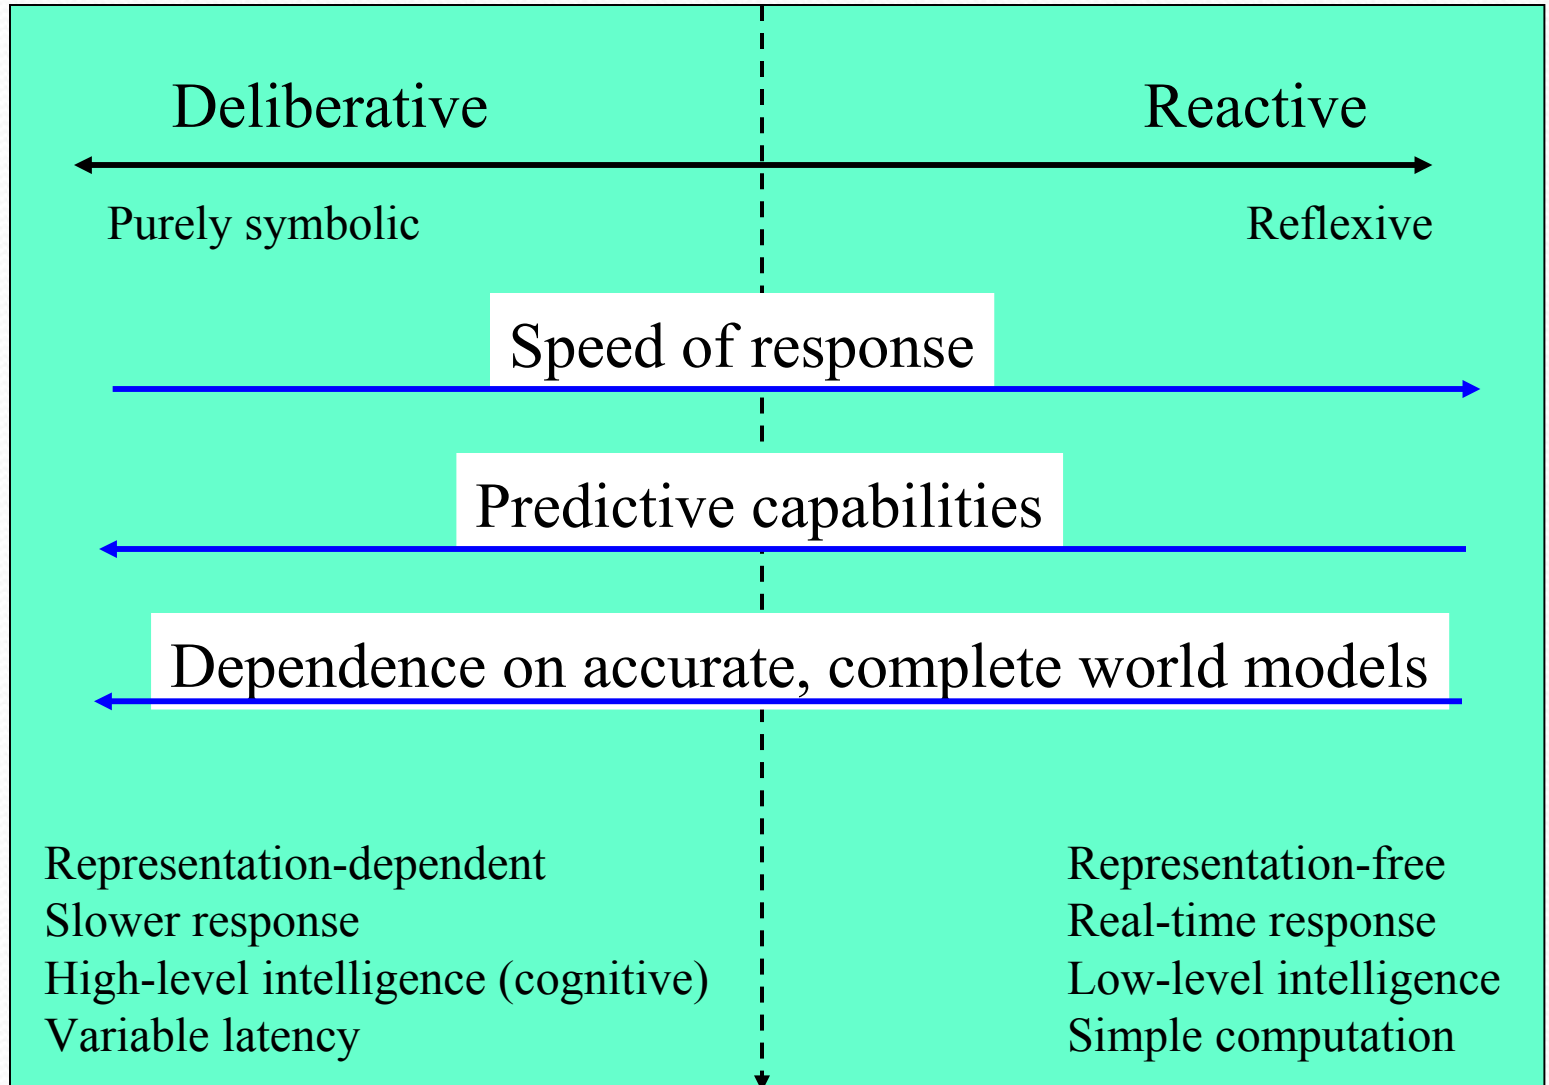 Deliberative
Reactive
Purely symbolic
Reflexive
Speed of response
Predictive capabilities
Dependence on accurate, complete world models
Representation-dependent
Slower response
High-level intelligence (cognitive)
Variable latency
Representation-free
Real-time response
Low-level intelligence
Simple computation